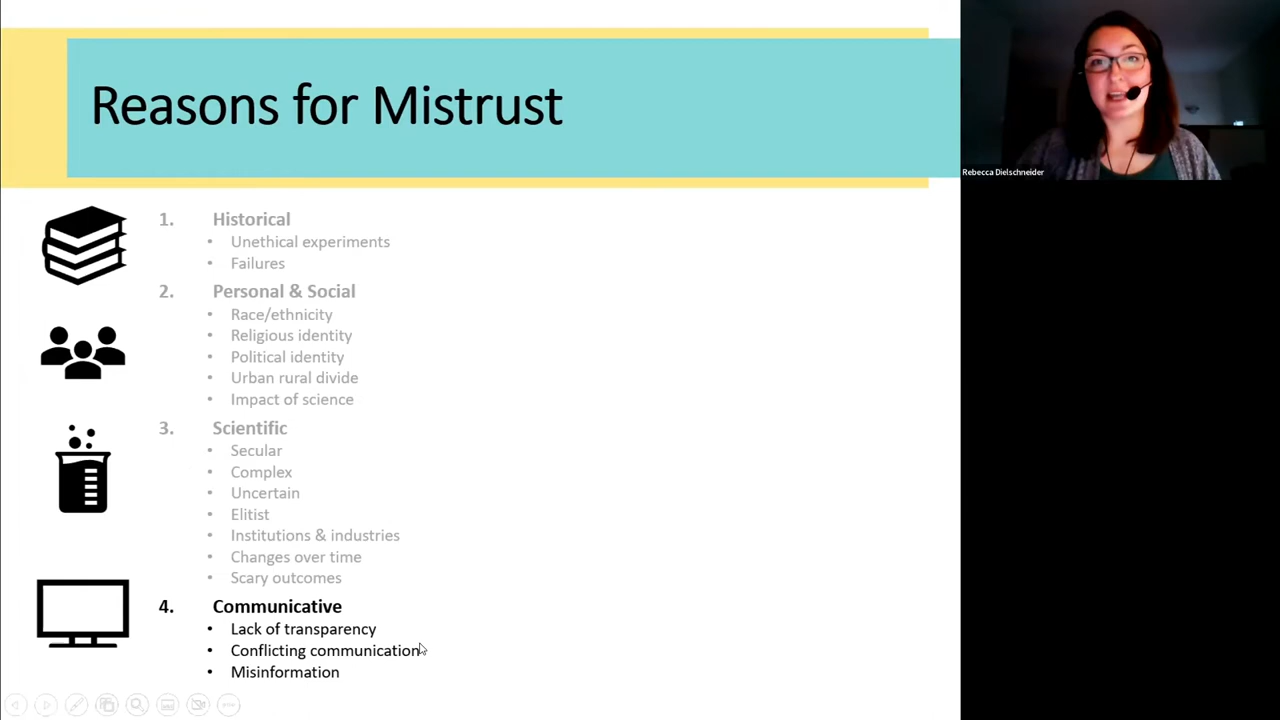 Reasons for Mistrust
Rebecca Dielschneider
1. Historical
• Unethical experiments
• Failures
2. Personal & Social
• Race/ethnicity
• Religious identity
• Political identity
• Urban rural divide
• Impact of science
3. Scientific
• Secular
• Complex
• Uncertain
• Elitist
• Institutions & industries
• Changes over time
• Scary outcomes
4. Communicative
• Lack of transparency
• Conflicting communication
• Misinformation